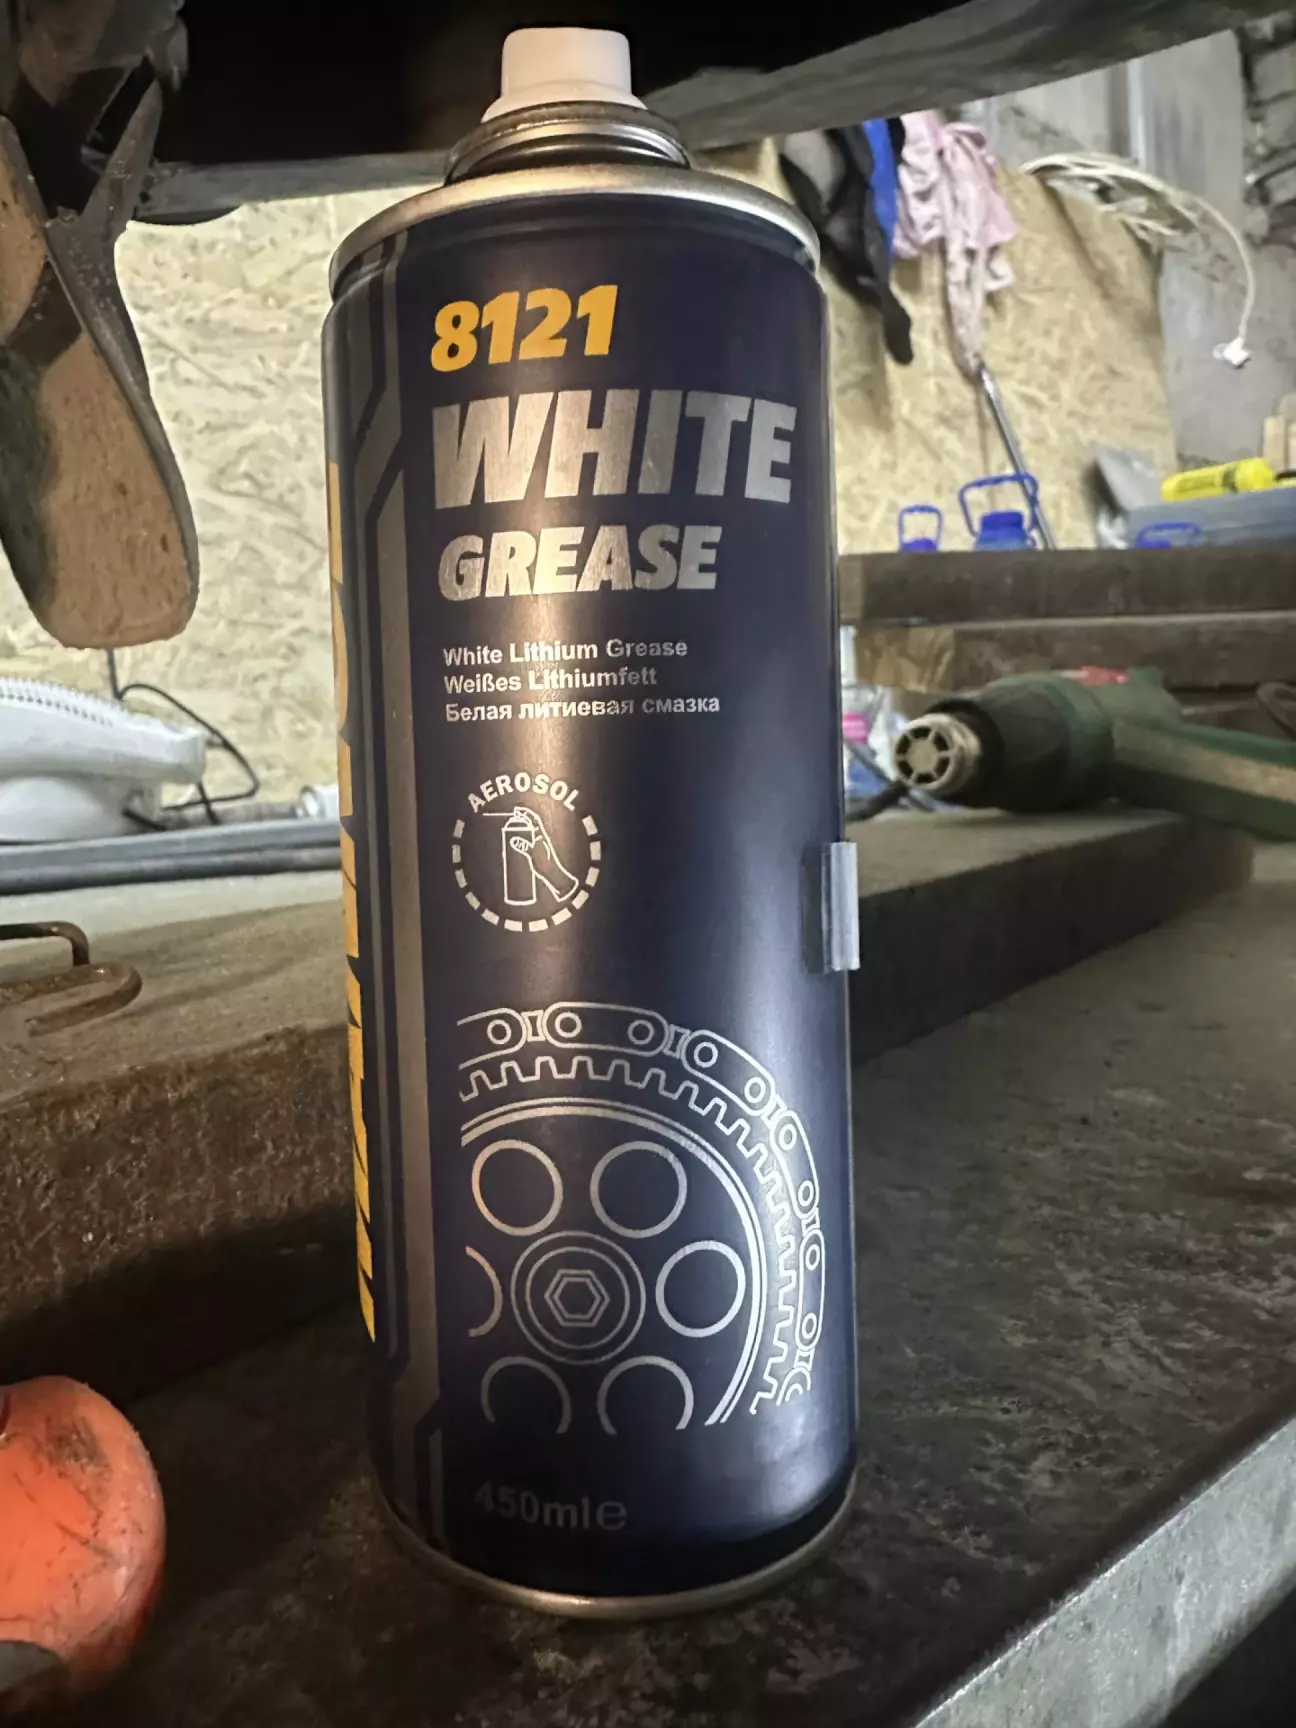 8121
WHITE
GREASE
White Lithium Grease
Weißes Lithiumfett
Белая литиевая смазка
AEROSOL
450ml℮